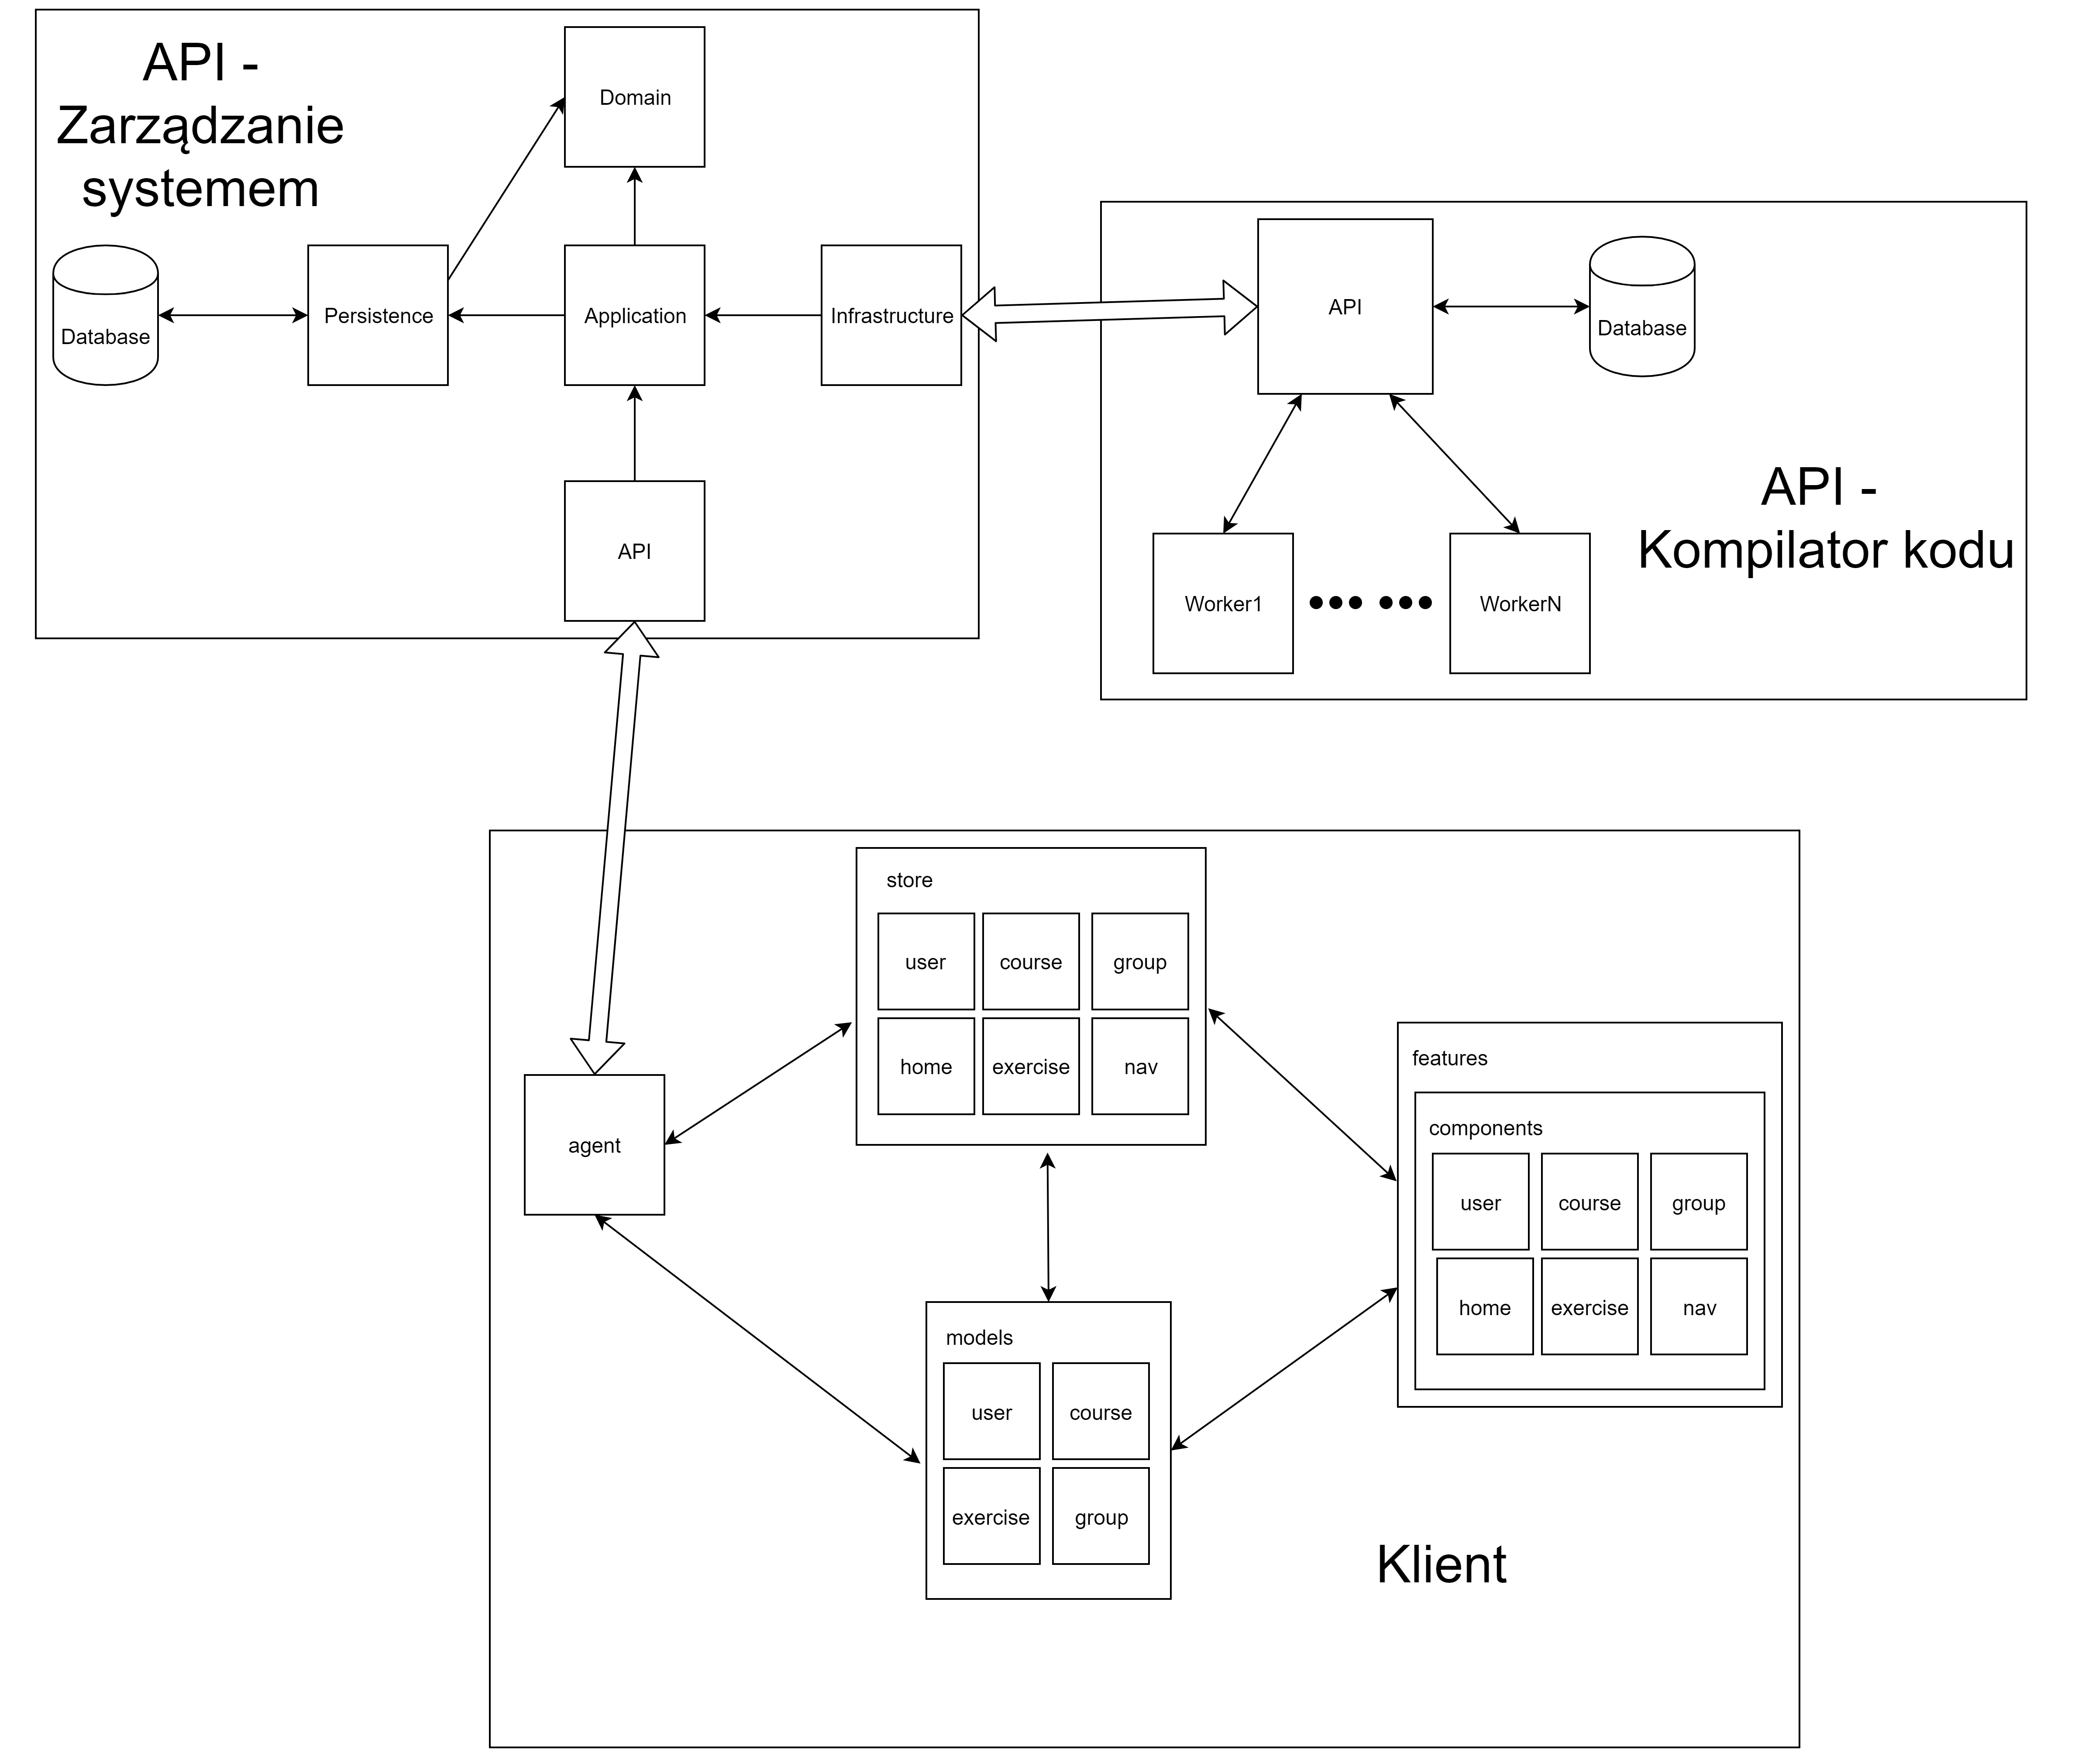 API -
Zarządzanie
systemem
Domain
Database
Persistence
Application
Infrastructure
API
API
Database
API -
Kompilator kodu
Worker1
WorkerN
store
user
course
group
home
exercise
nav
agent
features
components
user
course
group
home
exercise
nav
models
user
course
exercise
group
Klient